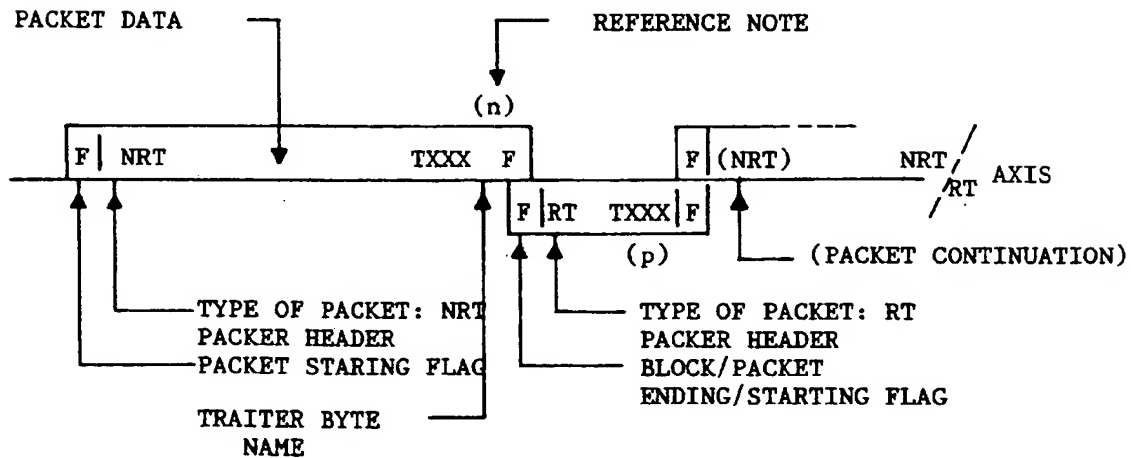 PACKET DATA
REFERENCE NOTE
(n)
F NRT TXXX F
F (NRT)
NRT/RT AXIS
F RT TXXX F
(p)
(PACKET CONTINUATION)
TYPE OF PACKET: NRT
PACKER HEADER
PACKET STARING FLAG
TRAITER BYTE
NAME
TYPE OF PACKET: RT
PACKER HEADER
BLOCK/PACKET
ENDING/STARTING FLAG